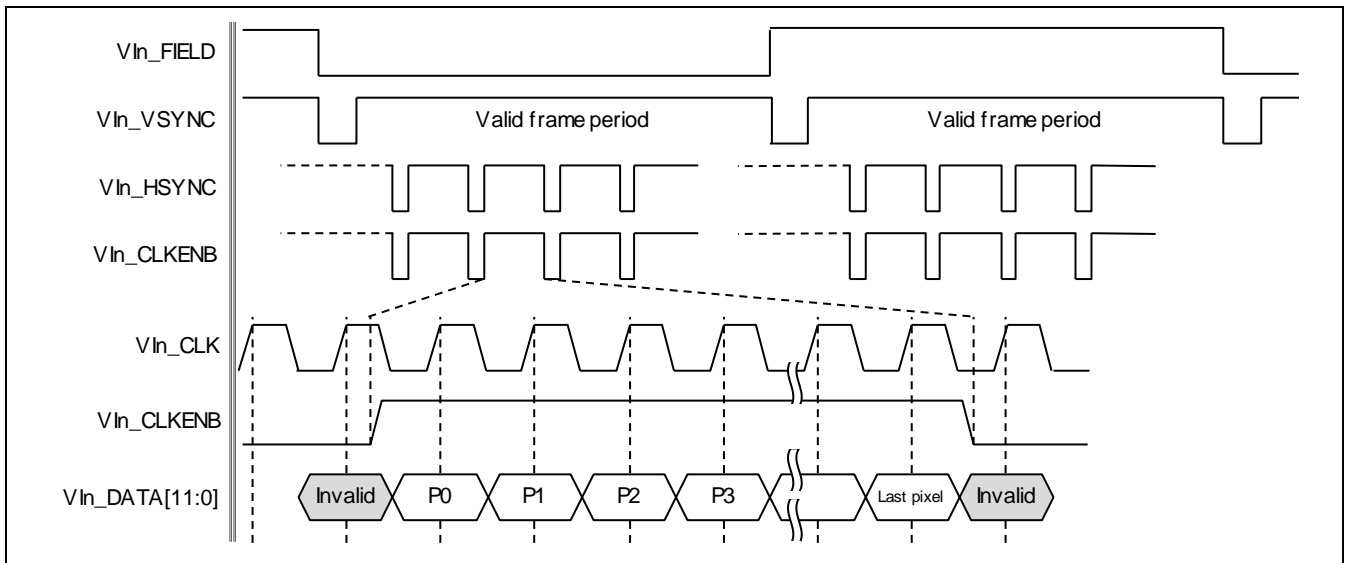 VIn_FIELD
VIn_VSYNC Valid frame period Valid frame period
VIn_HSYNC
VIn_CLKENB
VIn_CLK
VIn_CLKENB
VIn_DATA[11:0] Invalid P0 P1 P2 P3 Last pixel Invalid